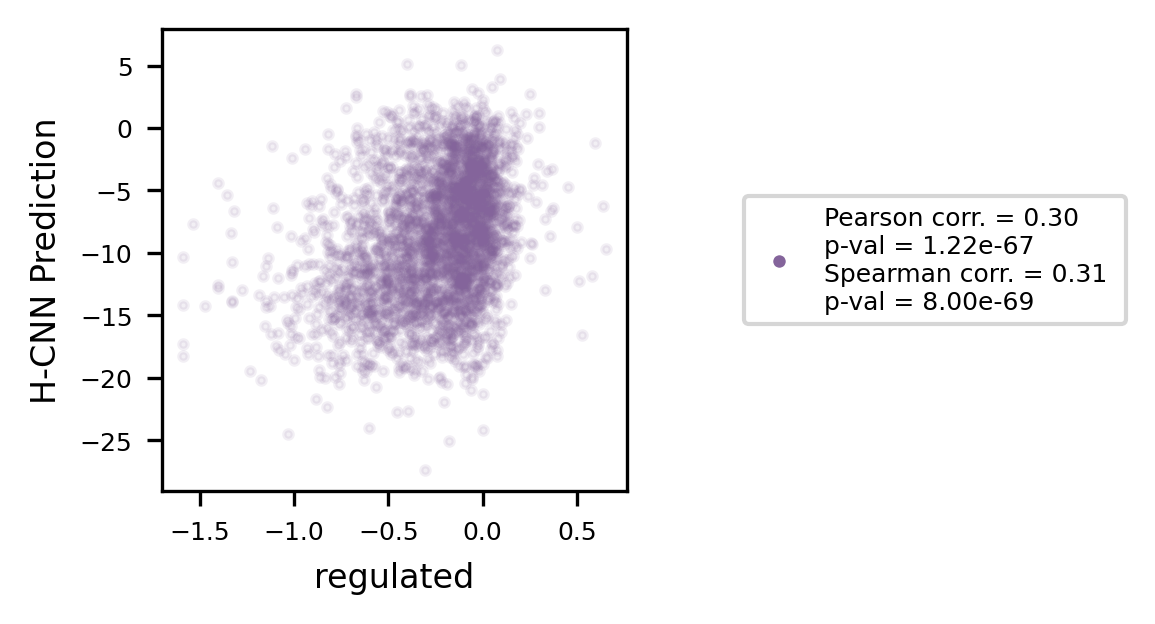 5
0
−5
−10
−15
−20
−25
H-CNN Prediction
−1.5 −1.0 −0.5 0.0 0.5
regulated
Pearson corr. = 0.30
p-val = 1.22e-67
Spearman corr. = 0.31
p-val = 8.00e-69